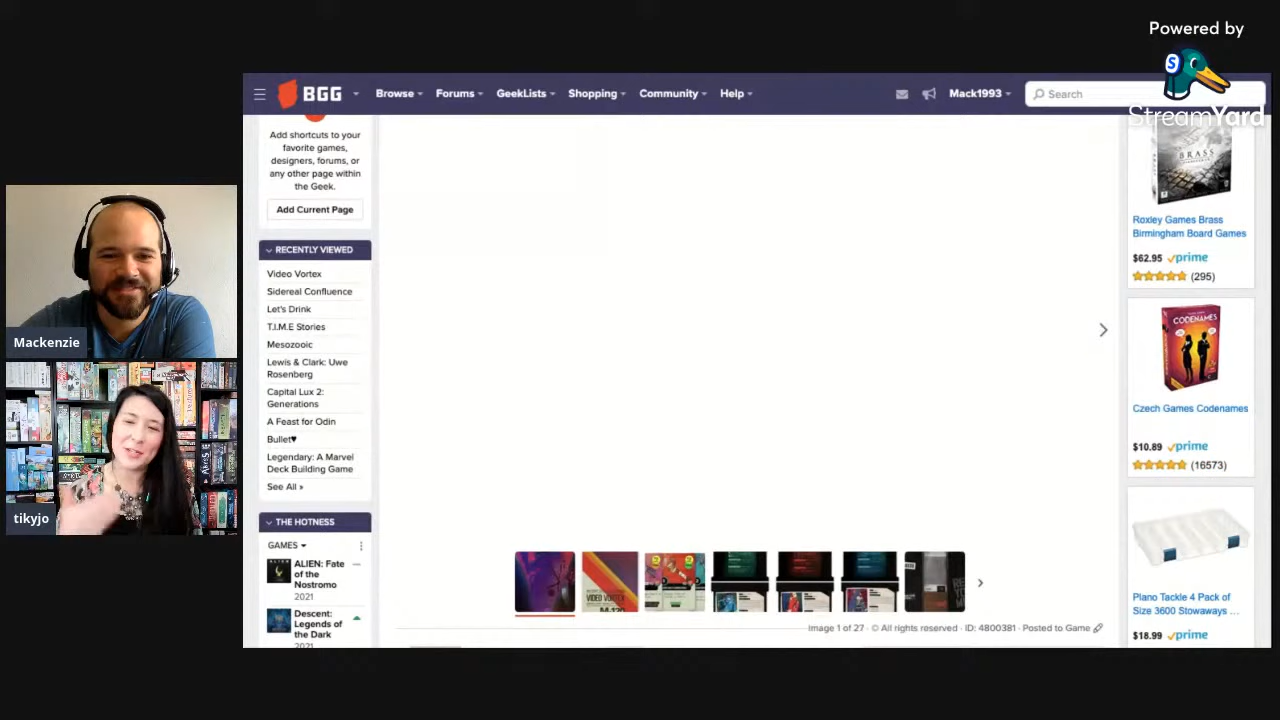 Powered by
StreamYard
BGG
Browse
Forums
GeekLists
Shopping
Community
Help
Mack1993
Search
Add shortcuts to your
favorite games,
designers, forums, or
any other page within
the Geek.
Add Current Page
RECENTLY VIEWED
Video Vortex
Sidereal Confluence
Let's Drink
T.I.M.E Stories
Mesozooic
Lewis & Clark: Uwe
Rosenberg
Capital Lux 2:
Generations
A Feast for Odin
Bullet♥
Legendary: A Marvel
Deck Building Game
See All »
THE HOTNESS
GAMES
ALIEN: Fate
of the
Nostromo
2021
Descent:
Legends of
the Dark
2021
VIDEO VORTEX
Image 1 of 27 · © All rights reserved · ID: 4800381 · Posted to Game
BRASS
Roxley Games Brass
Birmingham Board Games
$62.95 prime
(295)
CODENAMES
Czech Games Codenames
$10.89 prime
(16573)
Plano Tackle 4 Pack of
Size 3600 Stowaways ...
$18.99 prime
Mackenzie
tikyjo